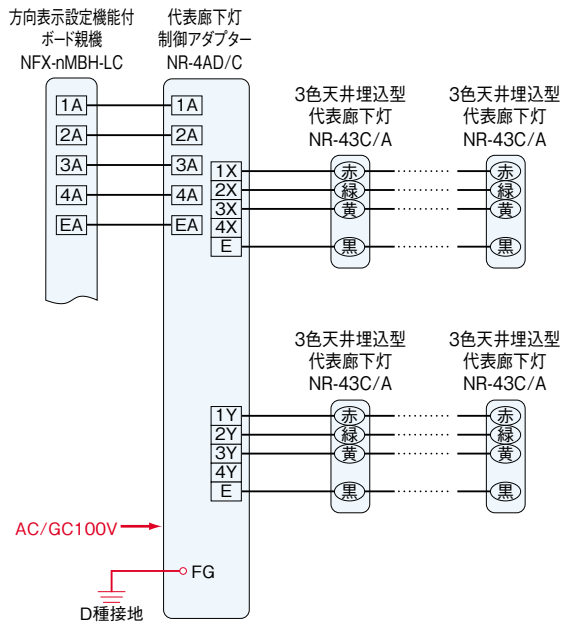 方向表示設定機能付
ボード親機
NFX-nMBH-LC
代表廊下灯
制御アダプター
NR-4AD/C
3色天井埋込型
代表廊下灯
NR-43C/A
3色天井埋込型
代表廊下灯
NR-43C/A
1A
2A
3A
4A
EA
1A
2A
3A
4A
EA
1X
2X
3X
4X
E
赤
緑
黄
黒
赤
緑
黄
黒
3色天井埋込型
代表廊下灯
NR-43C/A
3色天井埋込型
代表廊下灯
NR-43C/A
1Y
2Y
3Y
4Y
E
赤
緑
黄
黒
赤
緑
黄
黒
AC/GC100V
FG
D種接地